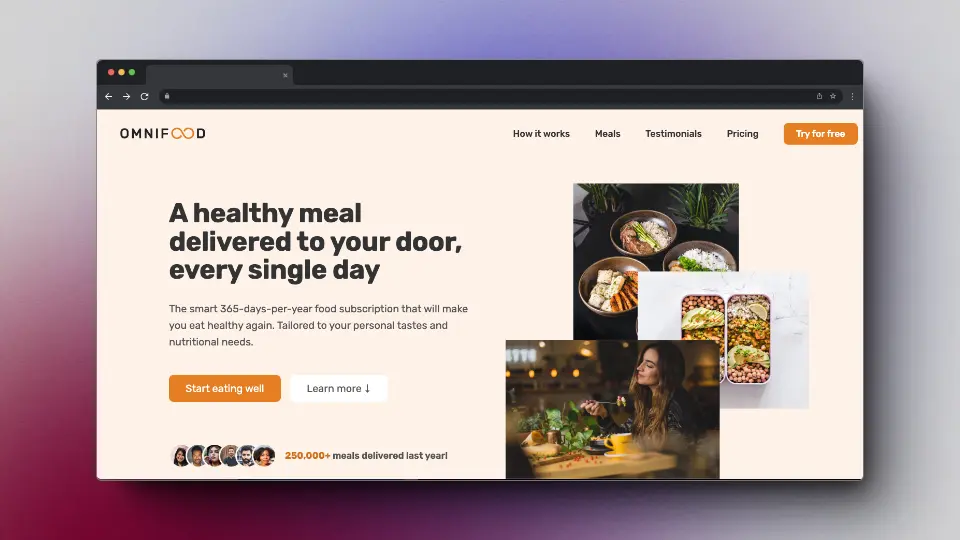 OMNIFOOD
How it works
Meals
Testimonials
Pricing
Try for free
A healthy meal
delivered to your door,
every single day
The smart 365-days-per-year food subscription that will make
you eat healthy again. Tailored to your personal tastes and
nutritional needs.
Start eating well
Learn more ↓
250,000+ meals delivered last year!